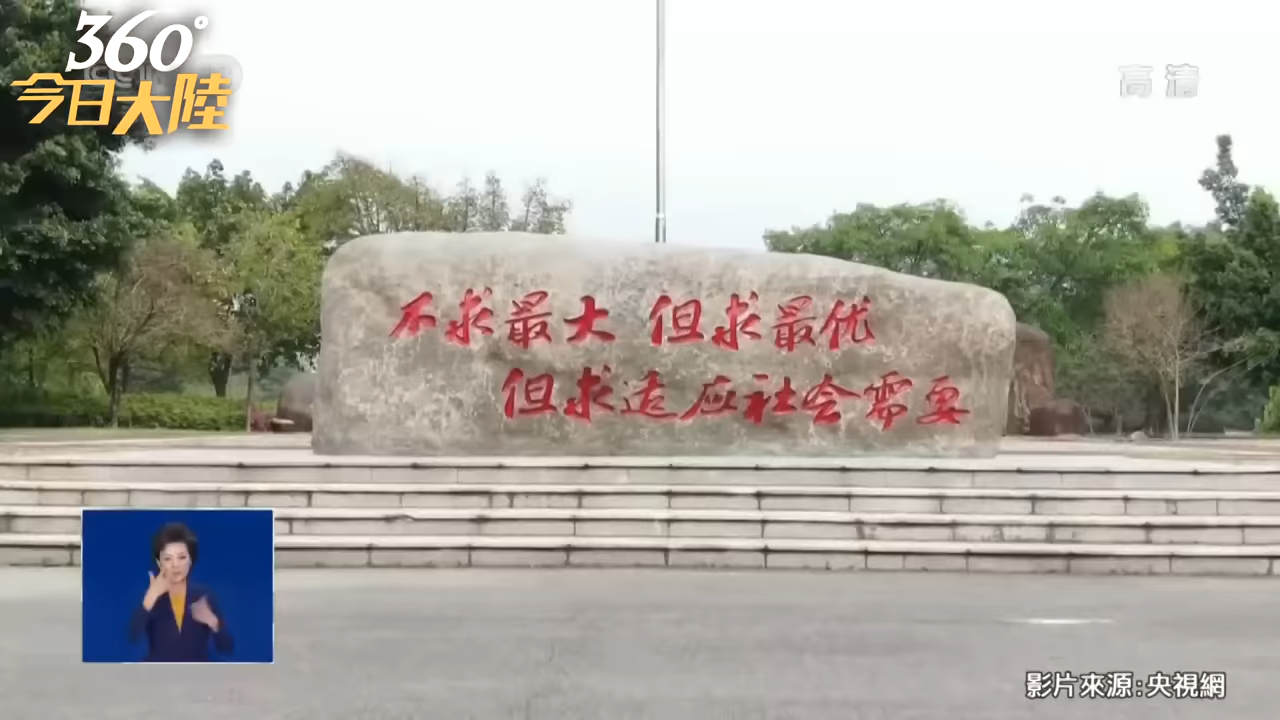 360°
今日大陸
高清
不求最大 但求最优
但求适应社会需要
影片來源:央視網